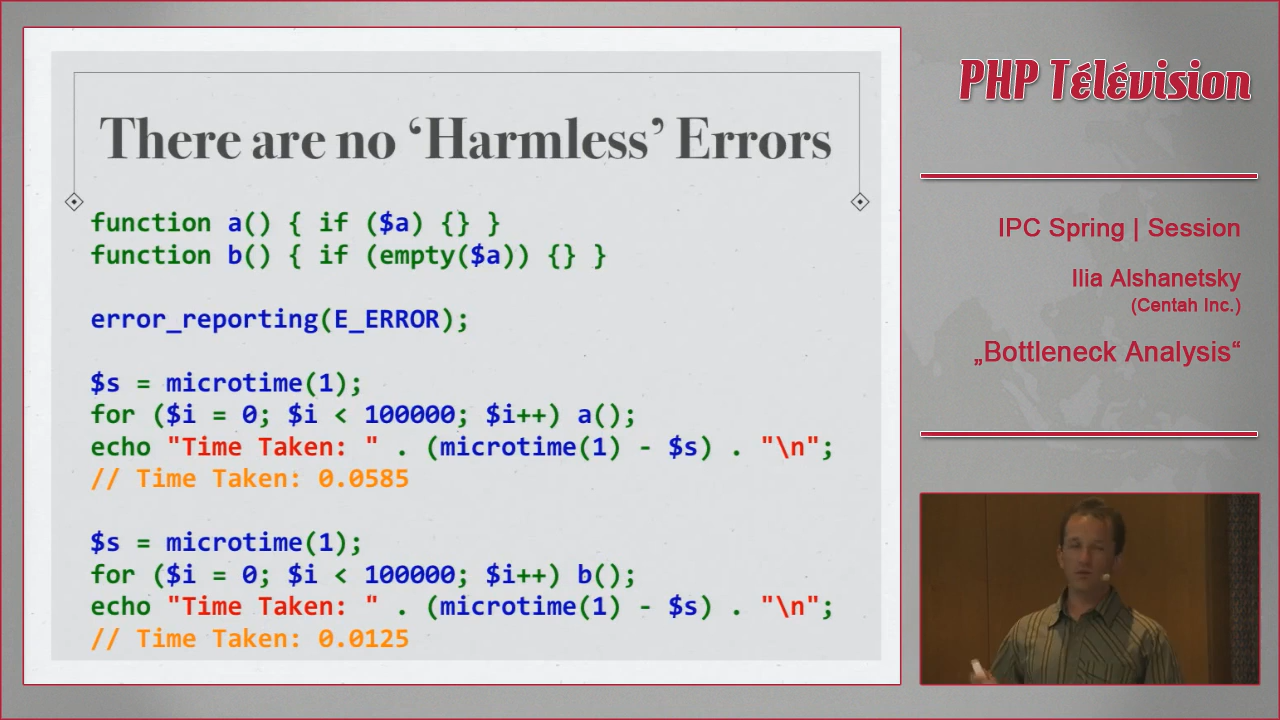 There are no ‘Harmless’ Errors
function a() { if ($a) {} }
function b() { if (empty($a)) {} }
error_reporting(E_ERROR);
$s = microtime(1);
for ($i = 0; $i < 100000; $i++) a();
echo "Time Taken: " . (microtime(1) - $s) . "\n";
// Time Taken: 0.0585
$s = microtime(1);
for ($i = 0; $i < 100000; $i++) b();
echo "Time Taken: " . (microtime(1) - $s) . "\n";
// Time Taken: 0.0125
PHP Télévision
IPC Spring | Session
Ilia Alshanetsky
(Centah Inc.)
„Bottleneck Analysis“